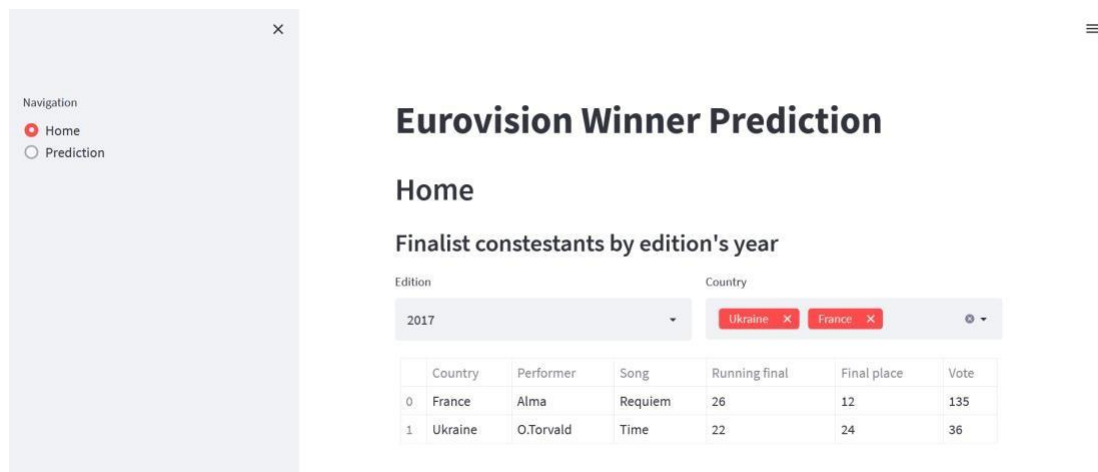 Navigation
Home
Prediction
Eurovision Winner Prediction
Home
Finalist constestants by edition's year
Edition Country
2017 Ukraine France
Country Performer Song Running final Final place Vote
0 France Alma Requiem 26 12 135
1 Ukraine O.Torvald Time 22 24 36